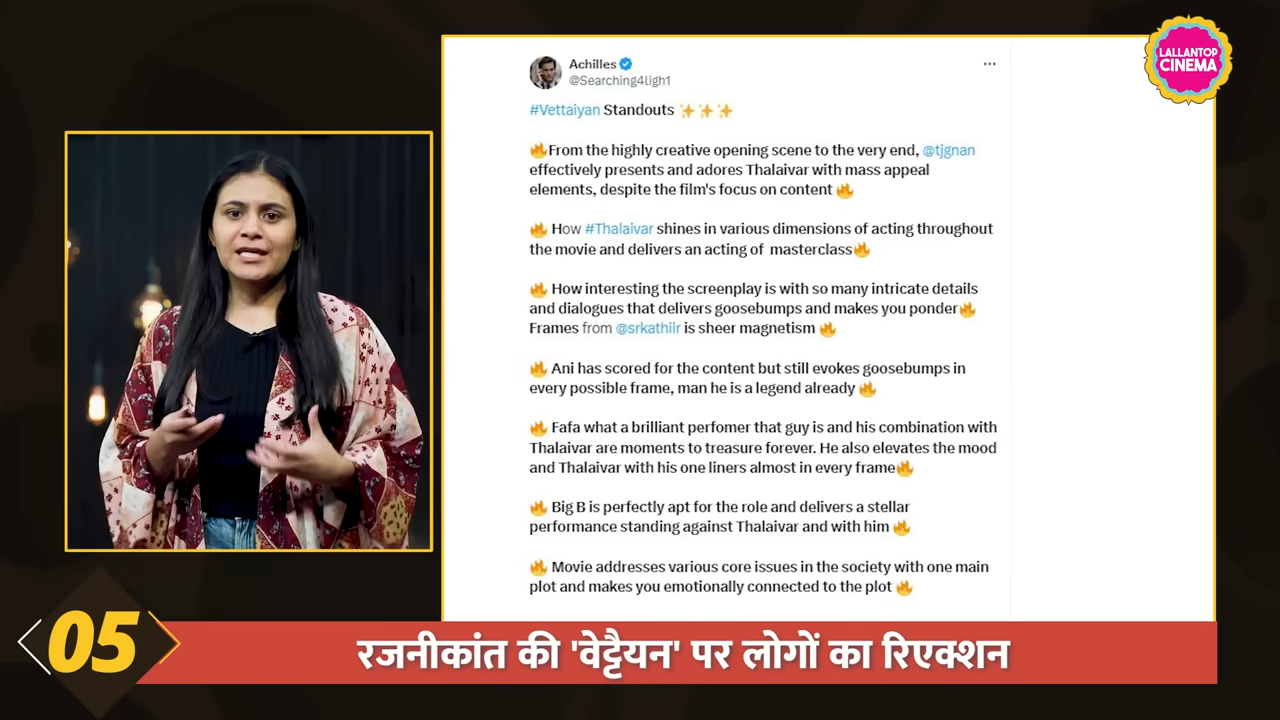 LALLANTOP
CINEMA
Achilles
@Searching4ligh1
#Vettaiyan Standouts ✨✨✨
🔥From the highly creative opening scene to the very end, @tjgnan
effectively presents and adores Thalaivar with mass appeal
elements, despite the film's focus on content 🔥
🔥 How #Thalaivar shines in various dimensions of acting throughout
the movie and delivers an acting of masterclass🔥
🔥 How interesting the screenplay is with so many intricate details
and dialogues that delivers goosebumps and makes you ponder🔥
Frames from @srkathiir is sheer magnetism 🔥
🔥 Ani has scored for the content but still evokes goosebumps in
every possible frame, man he is a legend already 🔥
🔥 Fafa what a brilliant perfomer that guy is and his combination with
Thalaivar are moments to treasure forever. He also elevates the mood
and Thalaivar with his one liners almost in every frame🔥
🔥 Big B is perfectly apt for the role and delivers a stellar
performance standing against Thalaivar and with him 🔥
🔥 Movie addresses various core issues in the society with one main
plot and makes you emotionally connected to the plot 🔥
05
रजनीकांत की 'वेट्टैयन' पर लोगों का रिएक्शन